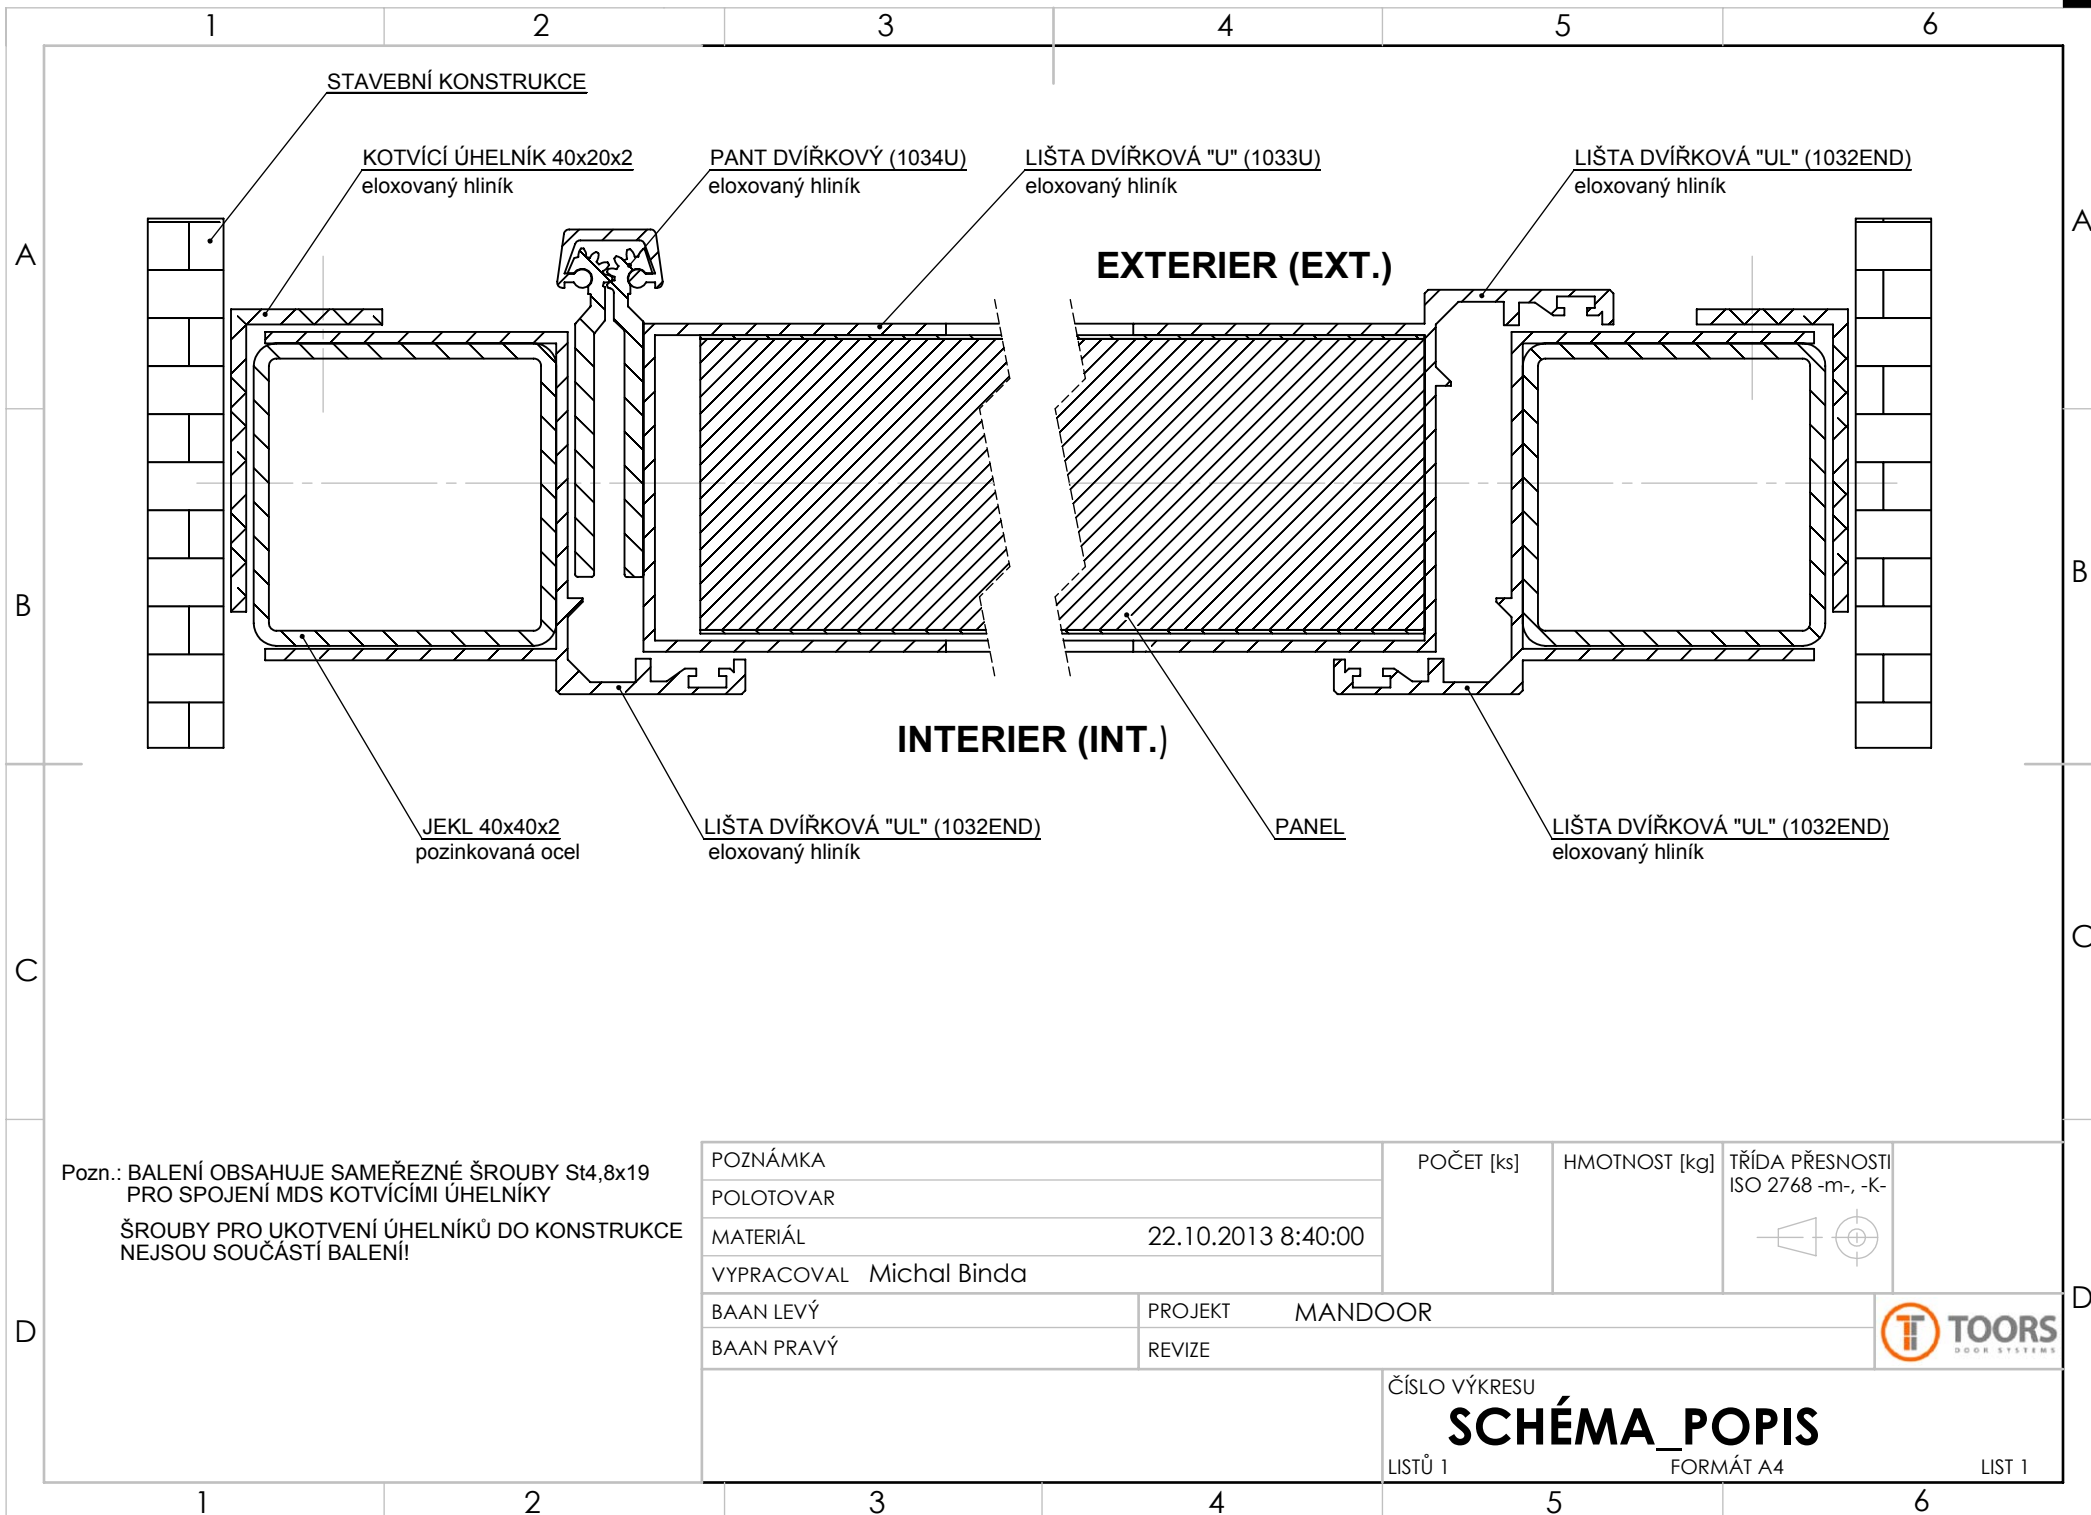 1 2 3 4 5 6
STAVEBNÍ KONSTRUKCE
KOTVÍCÍ ÚHELNÍK 40x20x2
eloxovaný hliník
PANT DVÍŘKOVÝ (1034U)
eloxovaný hliník
LIŠTA DVÍŘKOVÁ "U" (1033U)
eloxovaný hliník
LIŠTA DVÍŘKOVÁ "UL" (1032END)
eloxovaný hliník
A A
EXTERIER (EXT.)
B B
INTERIER (INT.)
JEKL 40x40x2
pozinkovaná ocel
LIŠTA DVÍŘKOVÁ "UL" (1032END)
eloxovaný hliník
PANEL
LIŠTA DVÍŘKOVÁ "UL" (1032END)
eloxovaný hliník
C C
Pozn.: BALENÍ OBSAHUJE SAMEŘEZNÉ ŠROUBY St4,8x19
PRO SPOJENÍ MDS KOTVÍCÍMI ÚHELNÍKY
ŠROUBY PRO UKOTVENÍ ÚHELNÍKŮ DO KONSTRUKCE
NEJSOU SOUČÁSTÍ BALENÍ!
POZNÁMKA
POLOTOVAR
MATERIÁL 22.10.2013 8:40:00
VYPRACOVAL Michal Binda
POČET [ks]
HMOTNOST [kg]
TŘÍDA PŘESNOSTI
ISO 2768 -m-, -K-
BAAN LEVÝ
BAAN PRAVÝ
PROJEKT MANDOOR
REVIZE
TOORS
DOOR SYSTEMS
D D
ČÍSLO VÝKRESU
SCHÉMA_POPIS
LISTŮ 1 FORMÁT A4 LIST 1
1 2 3 4 5 6